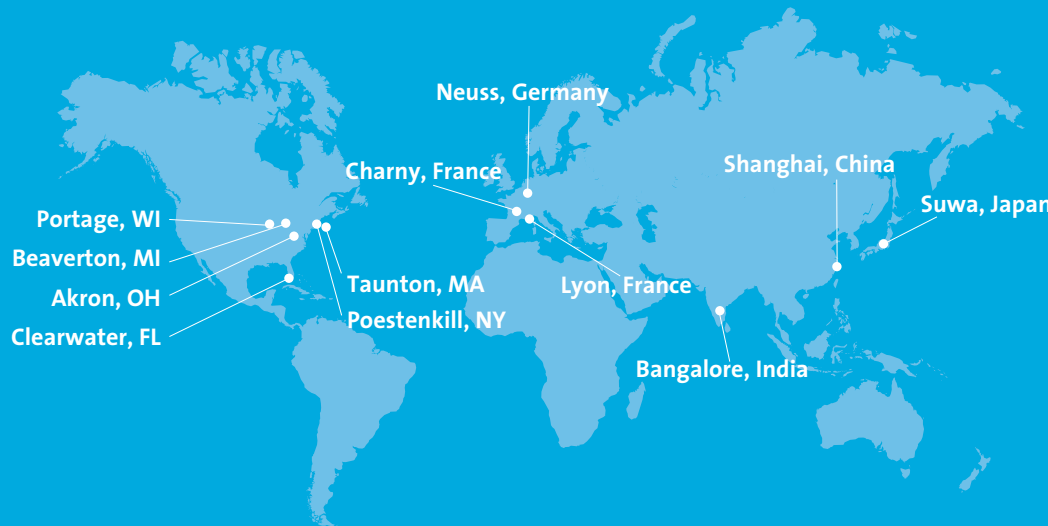 Neuss, Germany
Charny, France
Shanghai, China
Suwa, Japan
Portage, WI
Beaverton, MI
Akron, OH
Clearwater, FL
Taunton, MA
Poestenkill, NY
Lyon, France
Bangalore, India